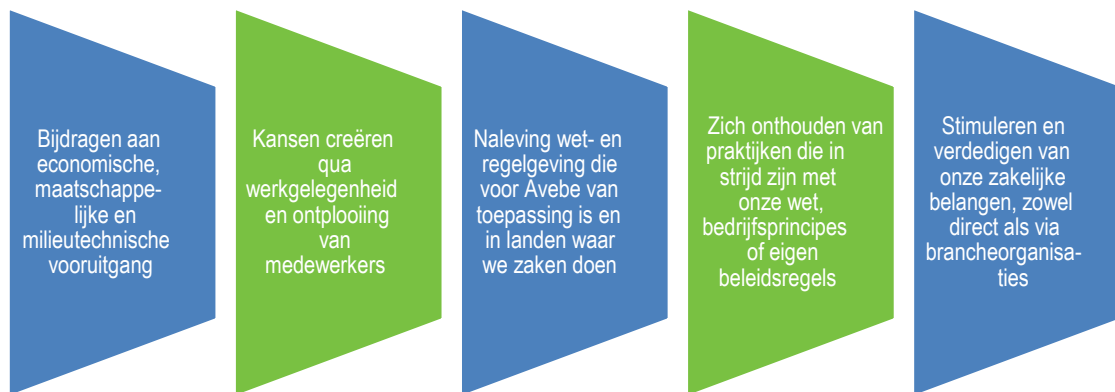 Bijdragen aan
economische,
maatschappe-
lijke en
milieutechnische
vooruitgang
Kansen creëren
qua
werkgelegenheid
en ontplooiing
van
medewerkers
Naleving wet- en
regelgeving die
voor Avebe van
toepassing is en
in landen waar
we zaken doen
Zich onthouden van
praktijken die in
strijd zijn met
onze wet,
bedrijfsprincipes
of eigen
beleidsregels
Stimuleren en
verdedigen van
onze zakelijke
belangen, zowel
direct als via
brancheorganisa-
ties